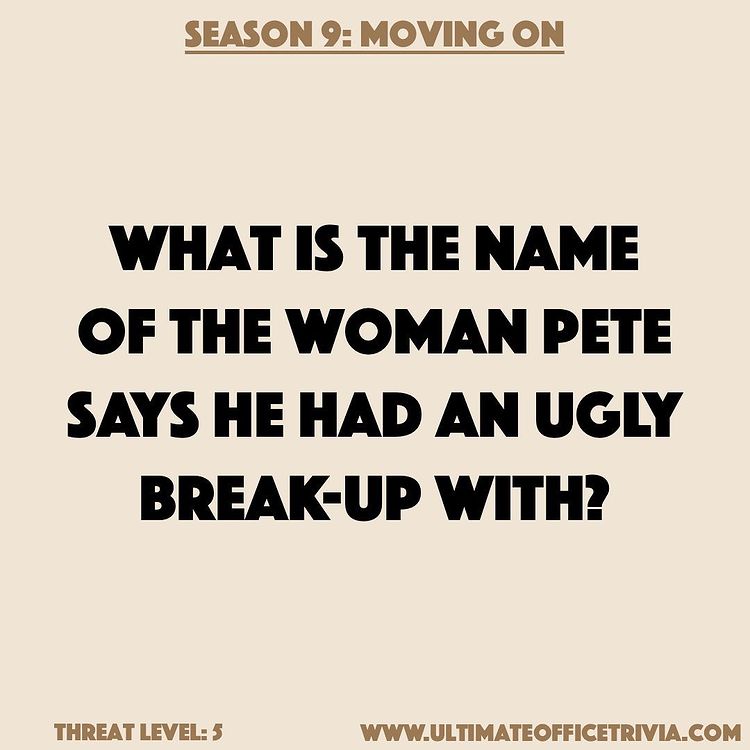 SEASON 9: MOVING ON
WHAT IS THE NAME
OF THE WOMAN PETE
SAYS HE HAD AN UGLY
BREAK-UP WITH?
THREAT LEVEL: 5
WWW.ULTIMATEOFFICETRIVIA.COM